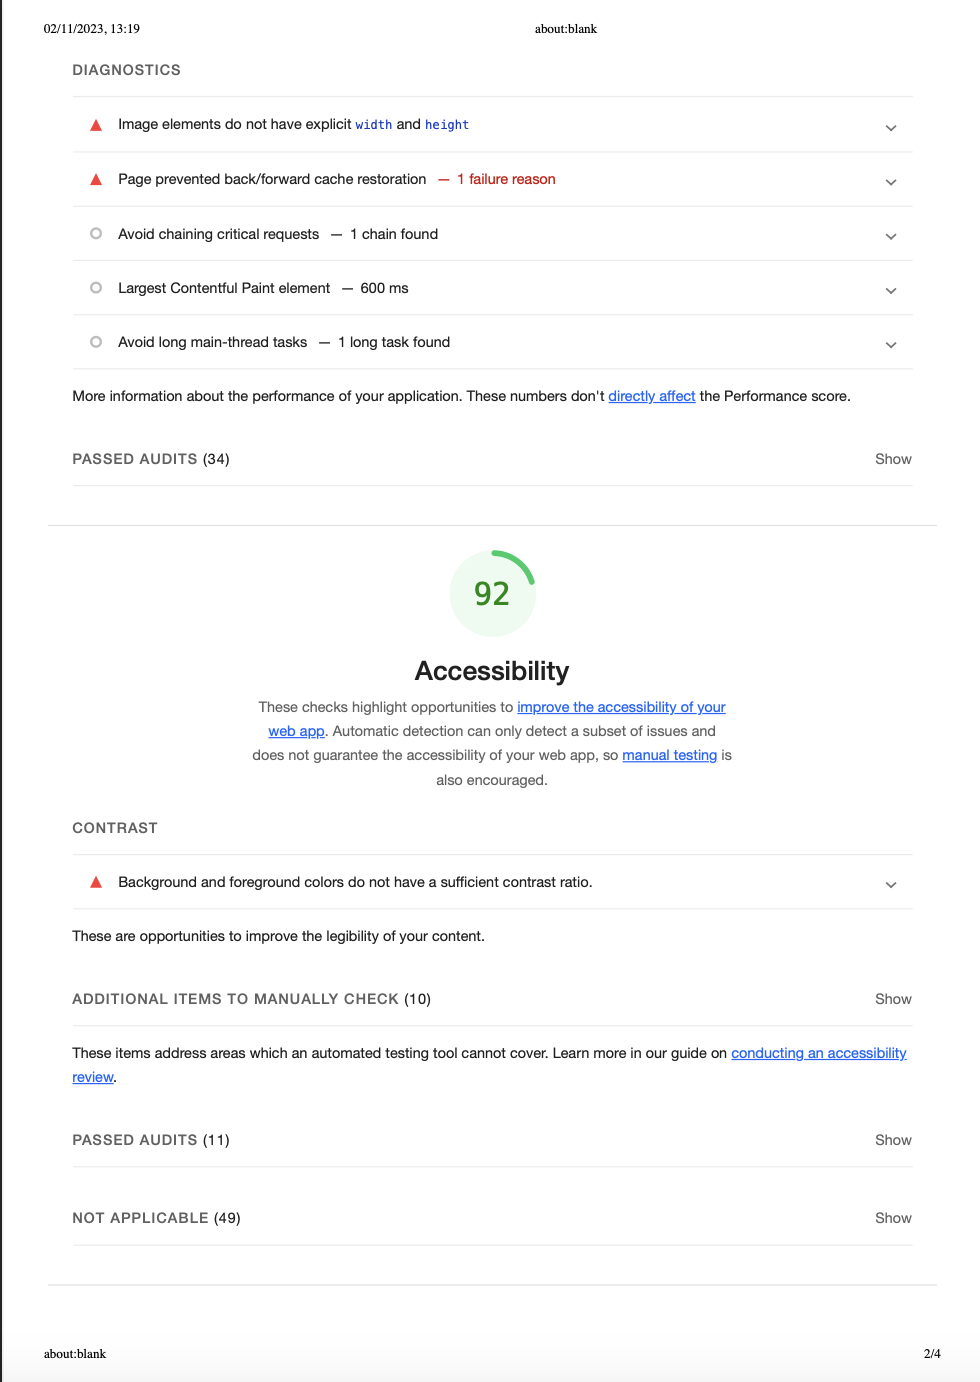 02/11/2023, 13:19
about:blank
DIAGNOSTICS
Image elements do not have explicit width and height
Page prevented back/forward cache restoration — 1 failure reason
Avoid chaining critical requests — 1 chain found
Largest Contentful Paint element — 600 ms
Avoid long main-thread tasks — 1 long task found
More information about the performance of your application. These numbers don't directly affect the Performance score.
PASSED AUDITS (34)
Show
92
Accessibility
These checks highlight opportunities to improve the accessibility of your
web app. Automatic detection can only detect a subset of issues and
does not guarantee the accessibility of your web app, so manual testing is
also encouraged.
CONTRAST
Background and foreground colors do not have a sufficient contrast ratio.
These are opportunities to improve the legibility of your content.
ADDITIONAL ITEMS TO MANUALLY CHECK (10)
Show
These items address areas which an automated testing tool cannot cover. Learn more in our guide on conducting an accessibility
review.
PASSED AUDITS (11)
Show
NOT APPLICABLE (49)
Show
about:blank
2/4